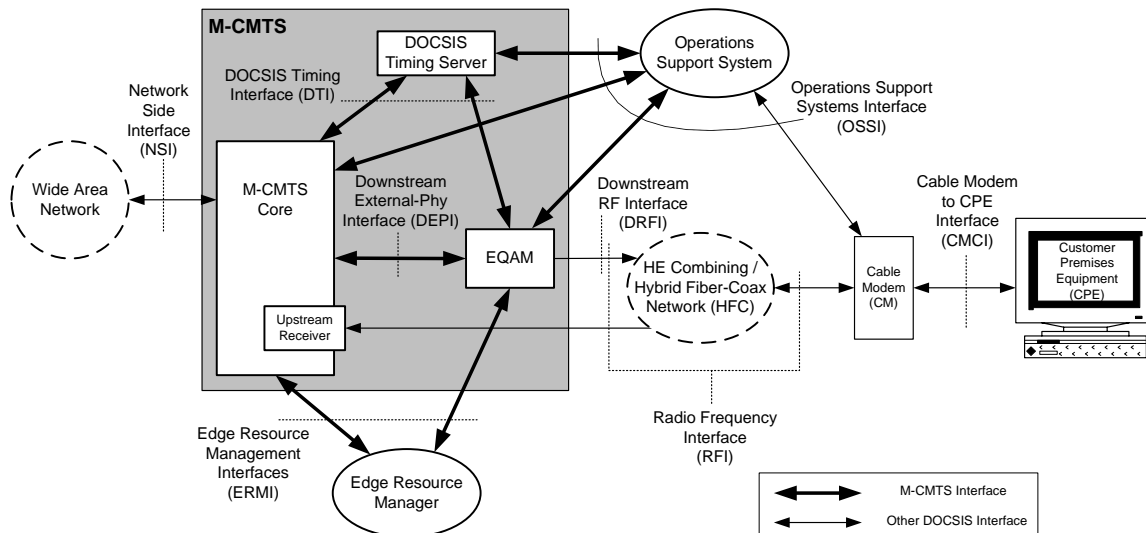 M-CMTS
DOCSIS
Timing Server
Operations
Support System
DOCSIS Timing
Interface (DTI)
Network
Side
Interface
(NSI)
Operations Support
Systems Interface
(OSSI)
Wide Area
Network
M-CMTS
Core
Downstream
External-Phy
Interface (DEPI)
EQAM
Downstream
RF Interface
(DRFI)
Cable Modem
to CPE
Interface
(CMCI)
HE Combining /
Hybrid Fiber-Coax
Network (HFC)
Cable
Modem
(CM)
Customer
Premises
Equipment
(CPE)
Upstream
Receiver
Edge Resource
Management
Interfaces
(ERMI)
Edge Resource
Manager
Radio Frequency
Interface
(RFI)
M-CMTS Interface
Other DOCSIS Interface